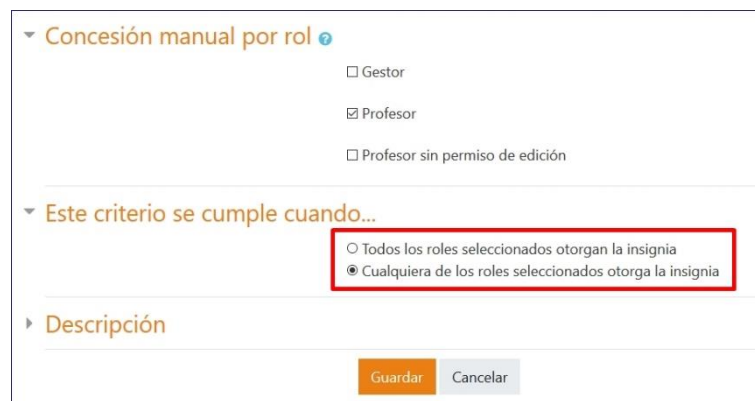 Concesión manual por rol
Gestor
Profesor
Profesor sin permiso de edición
Este criterio se cumple cuando...
Todos los roles seleccionados otorgan la insignia
Cualquiera de los roles seleccionados otorga la insignia
Descripción
Guardar Cancelar